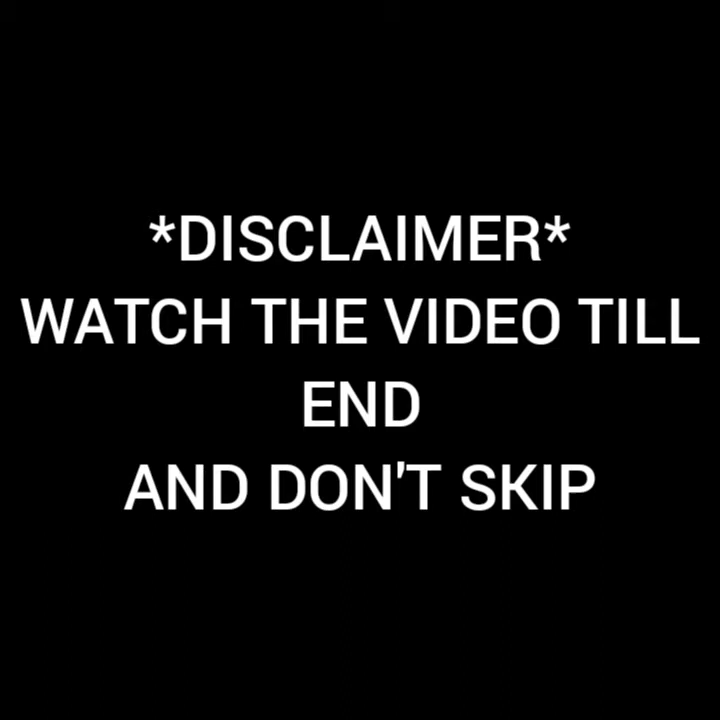 *DISCLAIMER*
WATCH THE VIDEO TILL
END
AND DON'T SKIP